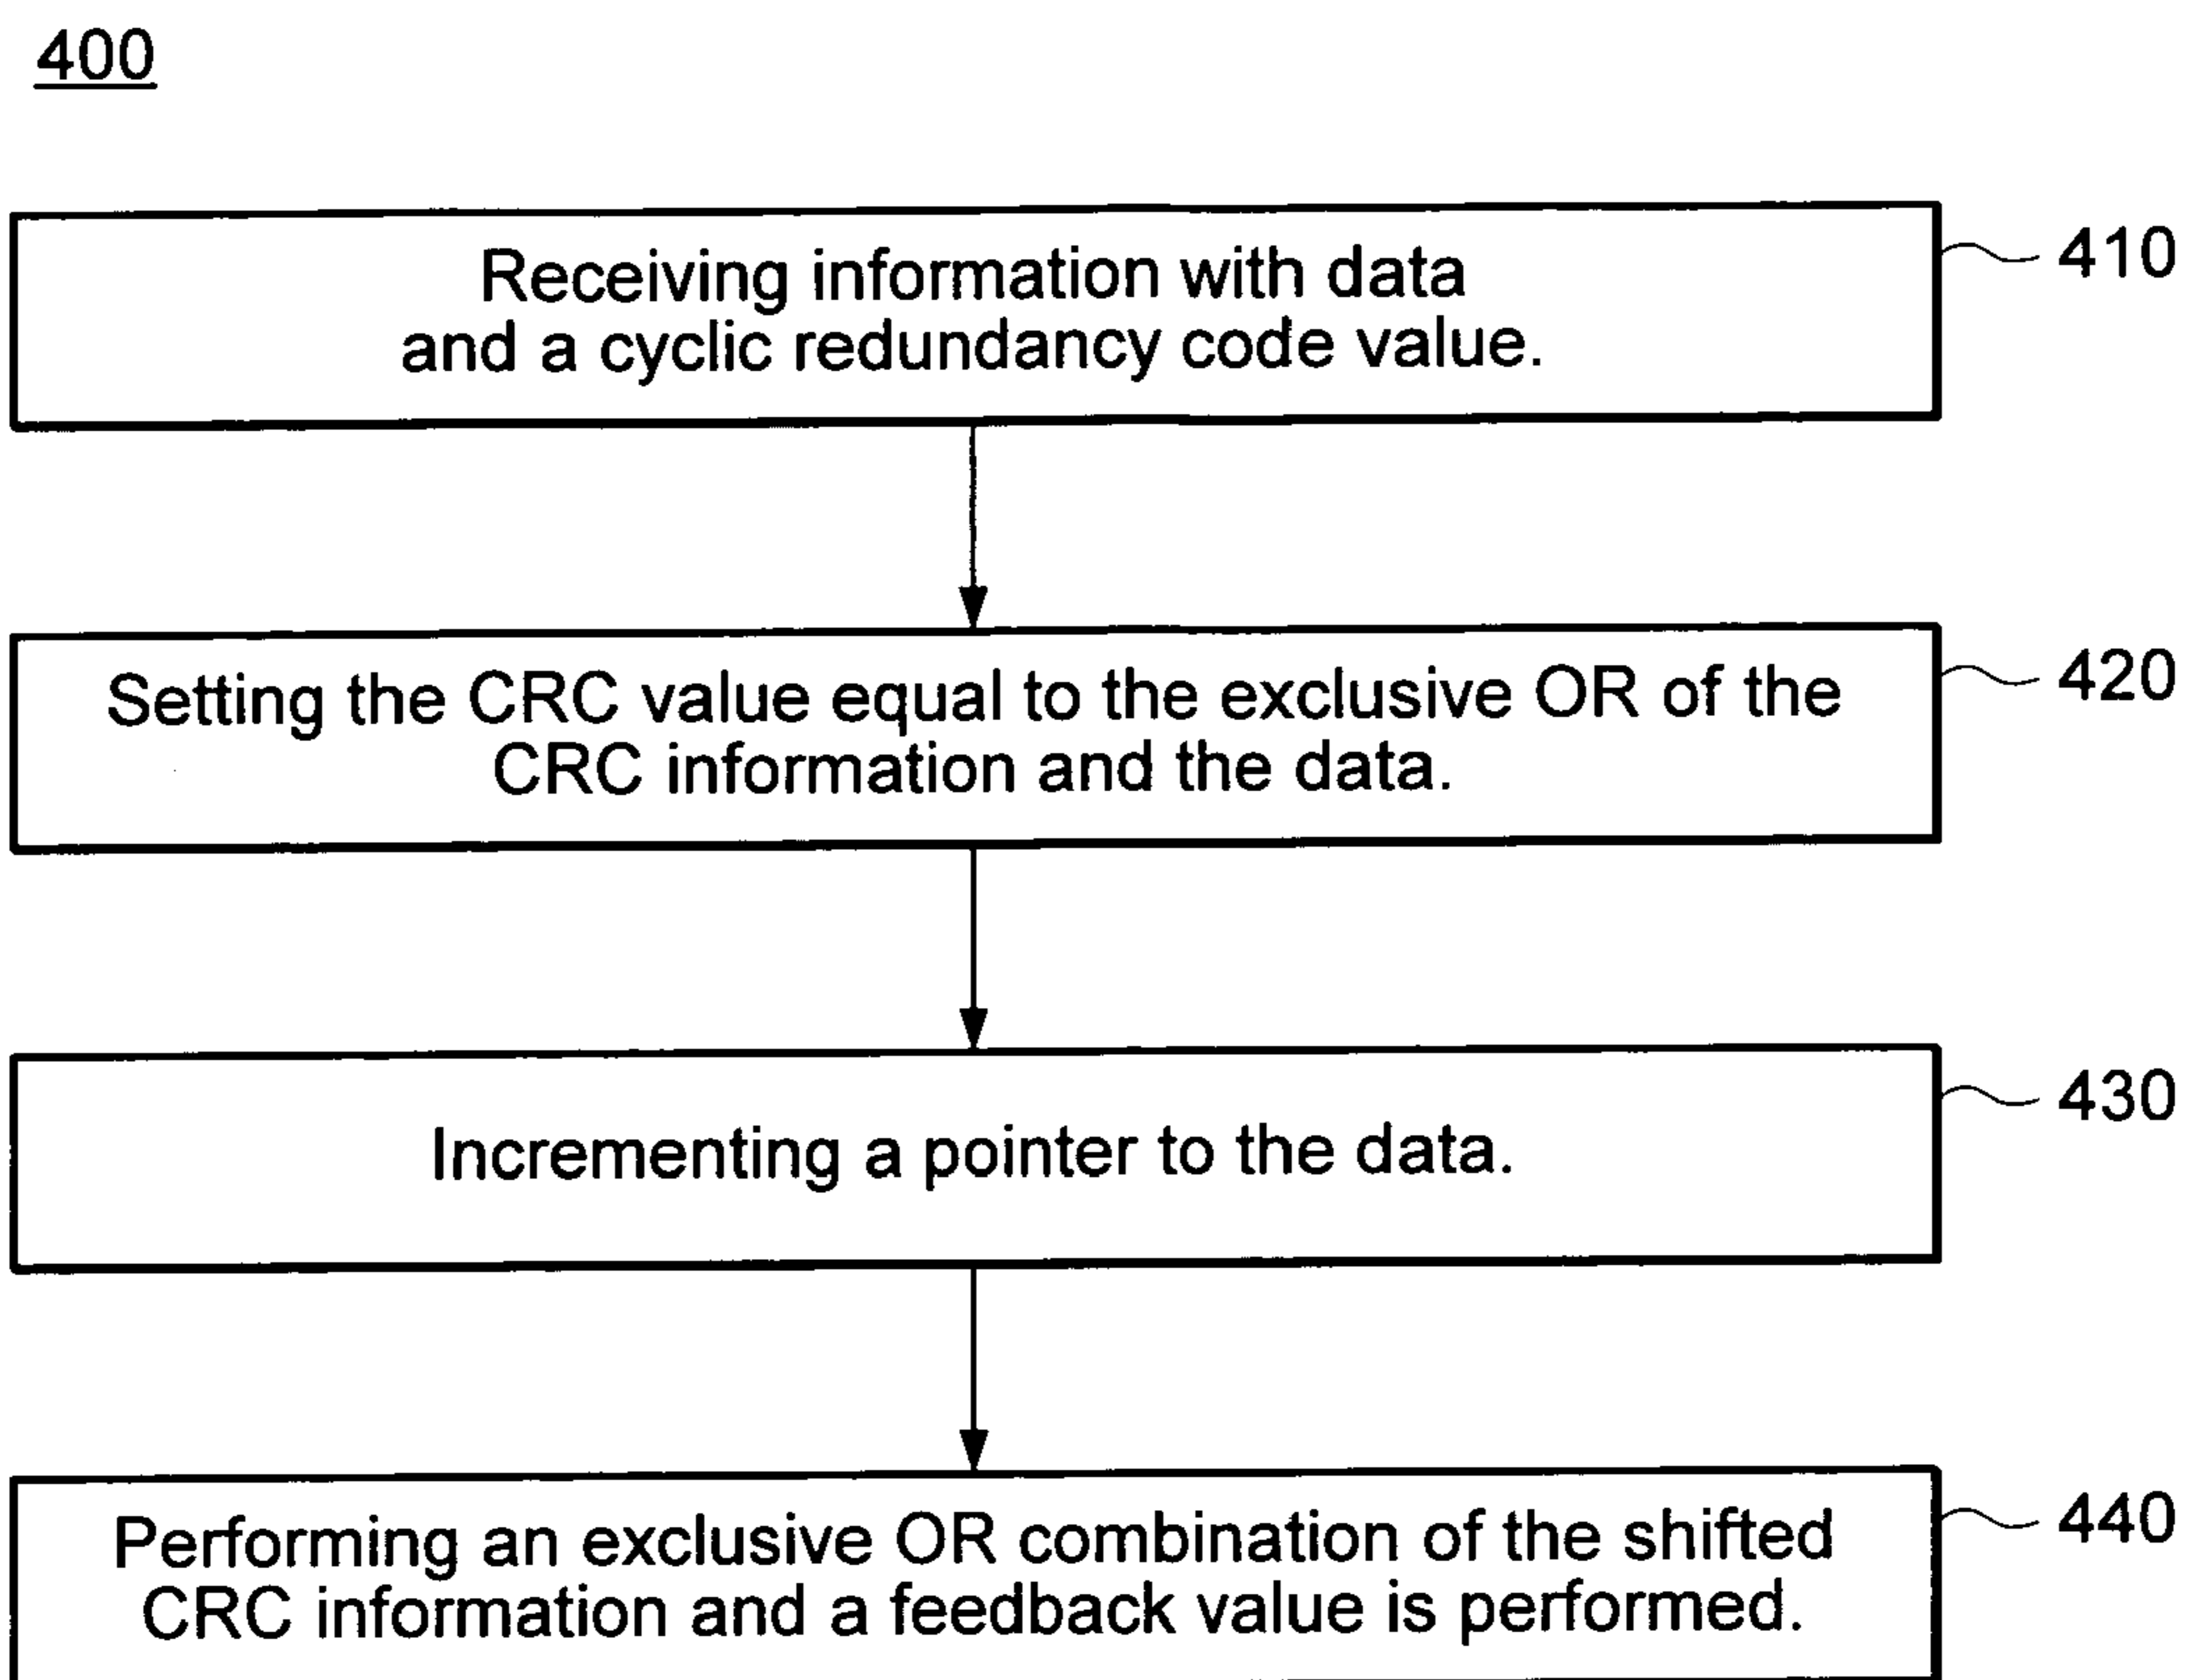 400
Receiving information with data
and a cyclic redundancy code value.
410
Setting the CRC value equal to the exclusive OR of the
CRC information and the data.
420
Incrementing a pointer to the data.
430
Performing an exclusive OR combination of the shifted
CRC information and a feedback value is performed.
440